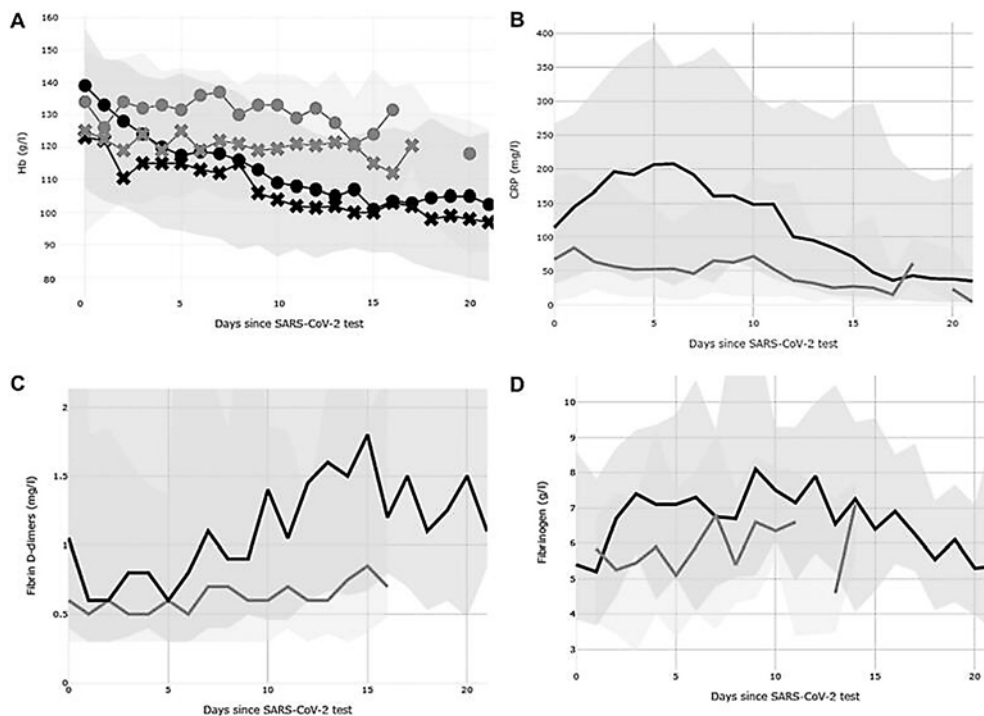 A
Hb (g/l)
160
150
140
130
120
110
100
90
80
0 5 10 15 20
Days since SARS-CoV-2 test
B
CRP (mg/l)
400
350
300
250
200
150
100
50
0
0 5 10 15 20
Days since SARS-CoV-2 test
C
Fibrin D-dimers (mg/l)
2
1.5
1
0.5
0
0 5 10 15 20
Days since SARS-CoV-2 test
D
Fibrinogen (g/l)
10
9
8
7
6
5
4
3
0 5 10 15 20
Days since SARS-CoV-2 test